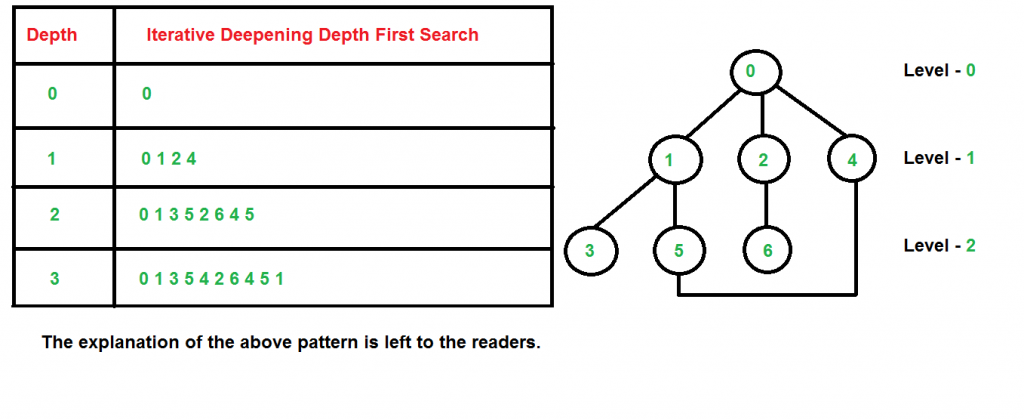 Depth Iterative Deepening Depth First Search
0 0
1 0 1 2 4
2 0 1 3 5 2 6 4 5
3 0 1 3 5 4 2 6 4 5 1
The explanation of the above pattern is left to the readers.
0 Level - 0
1 2 4 Level - 1
3 5 6 Level - 2